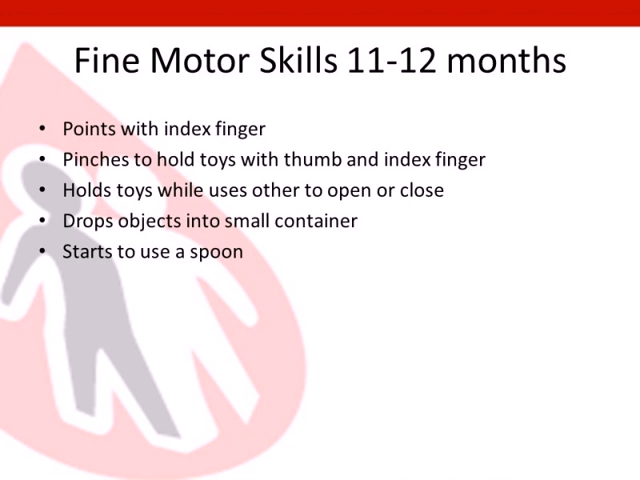 Fine Motor Skills 11-12 months
• Points with index finger
• Pinches to hold toys with thumb and index finger
• Holds toys while uses other to open or close
• Drops objects into small container
• Starts to use a spoon